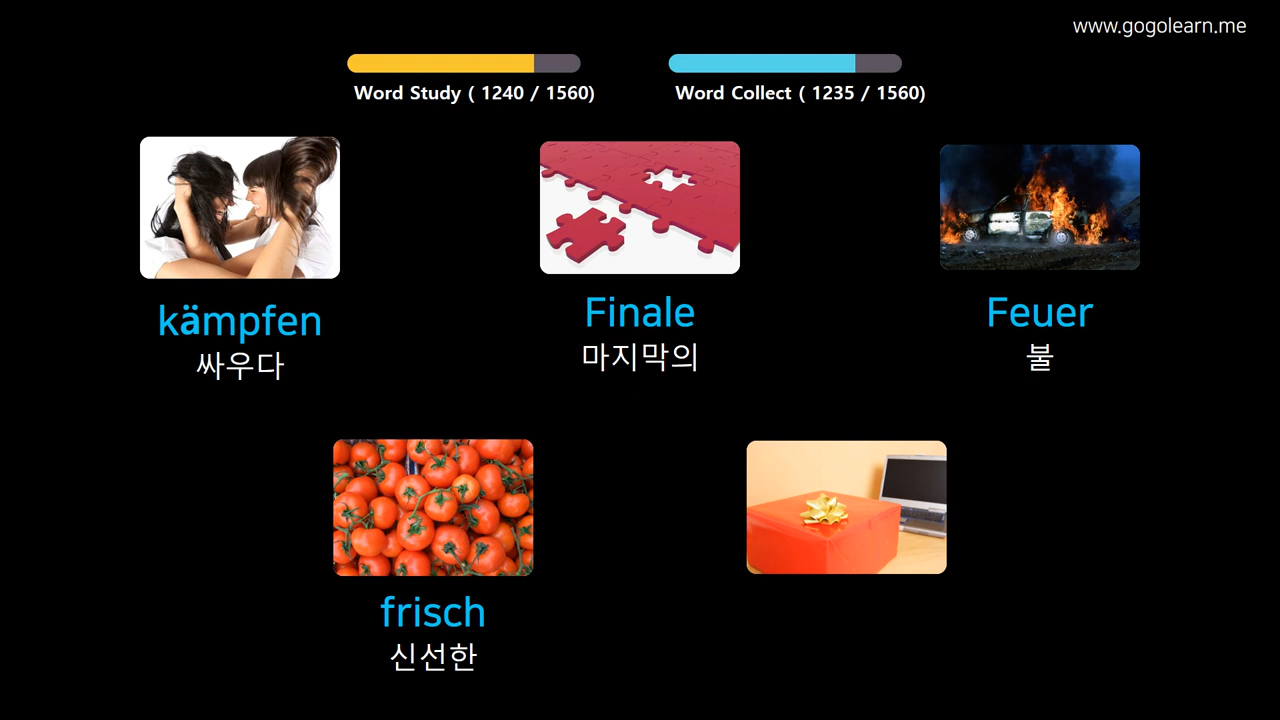 www.gogolearn.me
Word Study ( 1240 / 1560)
Word Collect ( 1235 / 1560)
kämpfen
싸우다
Finale
마지막의
Feuer
불
frisch
신선한